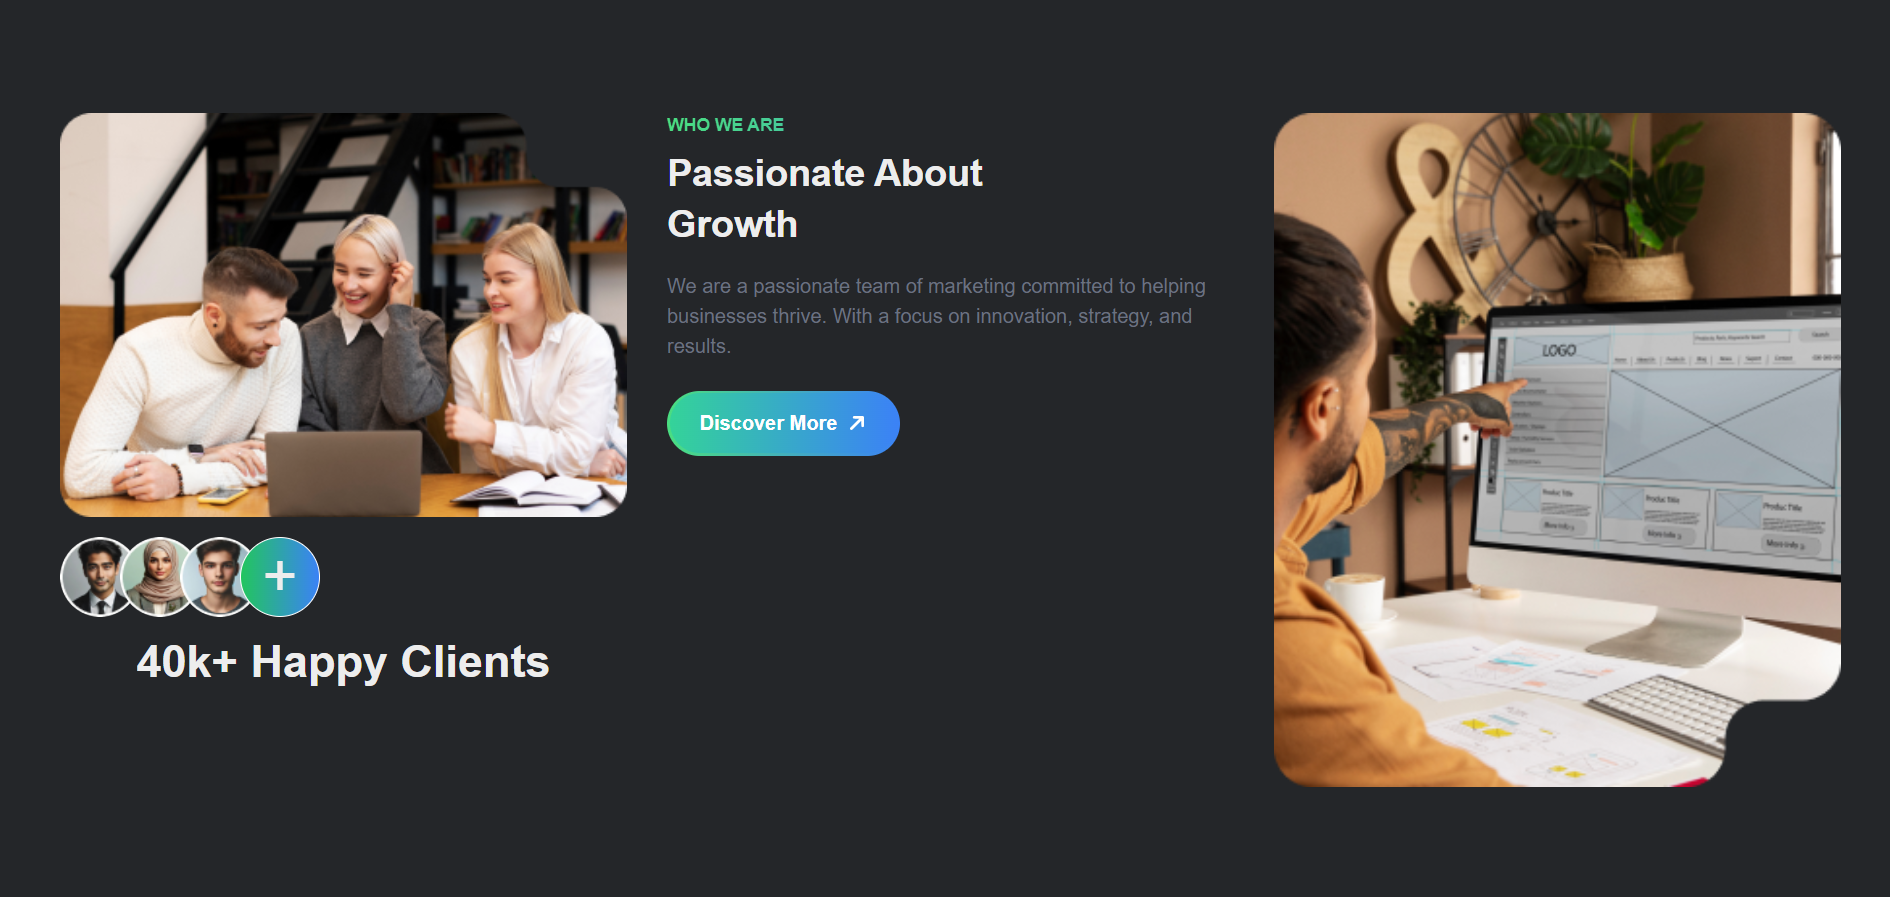 WHO WE ARE
Passionate About
Growth
We are a passionate team of marketing committed to helping
businesses thrive. With a focus on innovation, strategy, and
results.
Discover More
+
40k+ Happy Clients
LOGO
Search
Produc Title
Produc Title
Produc Title
More Info
More Info
More Info